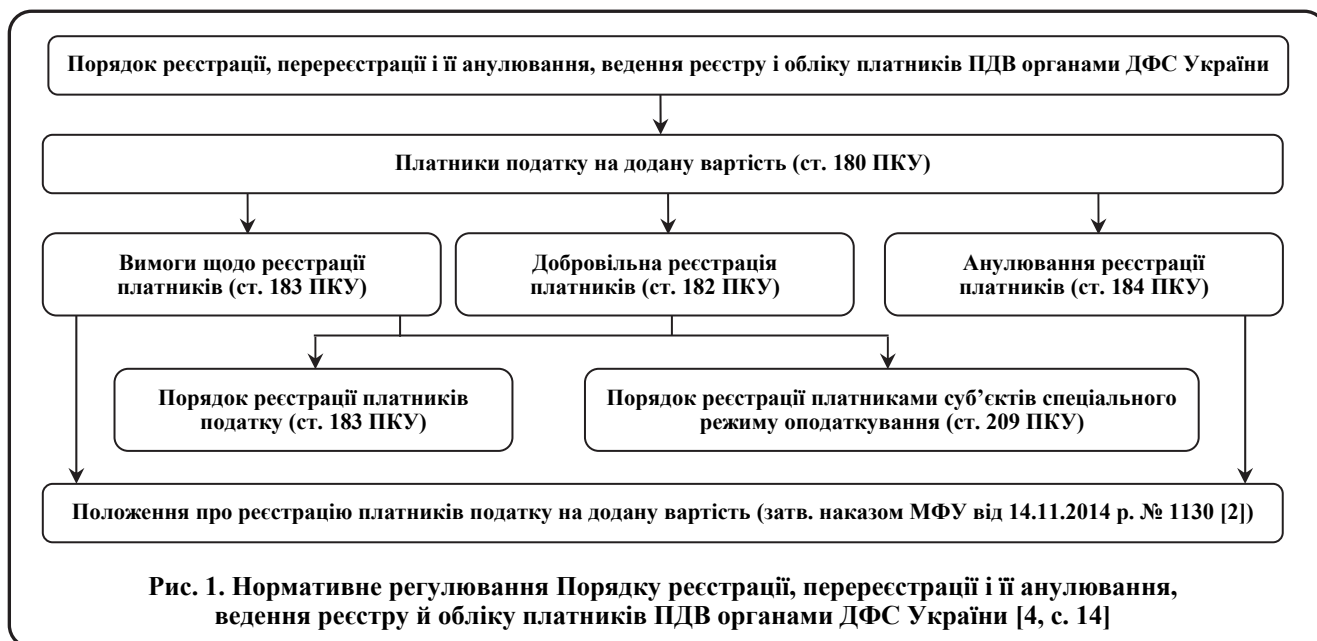 Порядок реєстрації, перереєстрації і її анулювання, ведення реєстру і обліку платників ПДВ органами ДФС України
Платники податку на додану вартість (ст. 180 ПКУ)
Вимоги щодо реєстрації
платників (ст. 183 ПКУ)
Добровільна реєстрація
платників (ст. 182 ПКУ)
Анулювання реєстрації
платників (ст. 184 ПКУ)
Порядок реєстрації платників
податку (ст. 183 ПКУ)
Порядок реєстрації платниками суб’єктів спеціального
режиму оподаткування (ст. 209 ПКУ)
Положення про реєстрацію платників податку на додану вартість (затв. наказом МФУ від 14.11.2014 р. № 1130 [2])
Рис. 1. Нормативне регулювання Порядку реєстрації, перереєстрації і її анулювання,
ведення реєстру й обліку платників ПДВ органами ДФС України [4, с. 14]